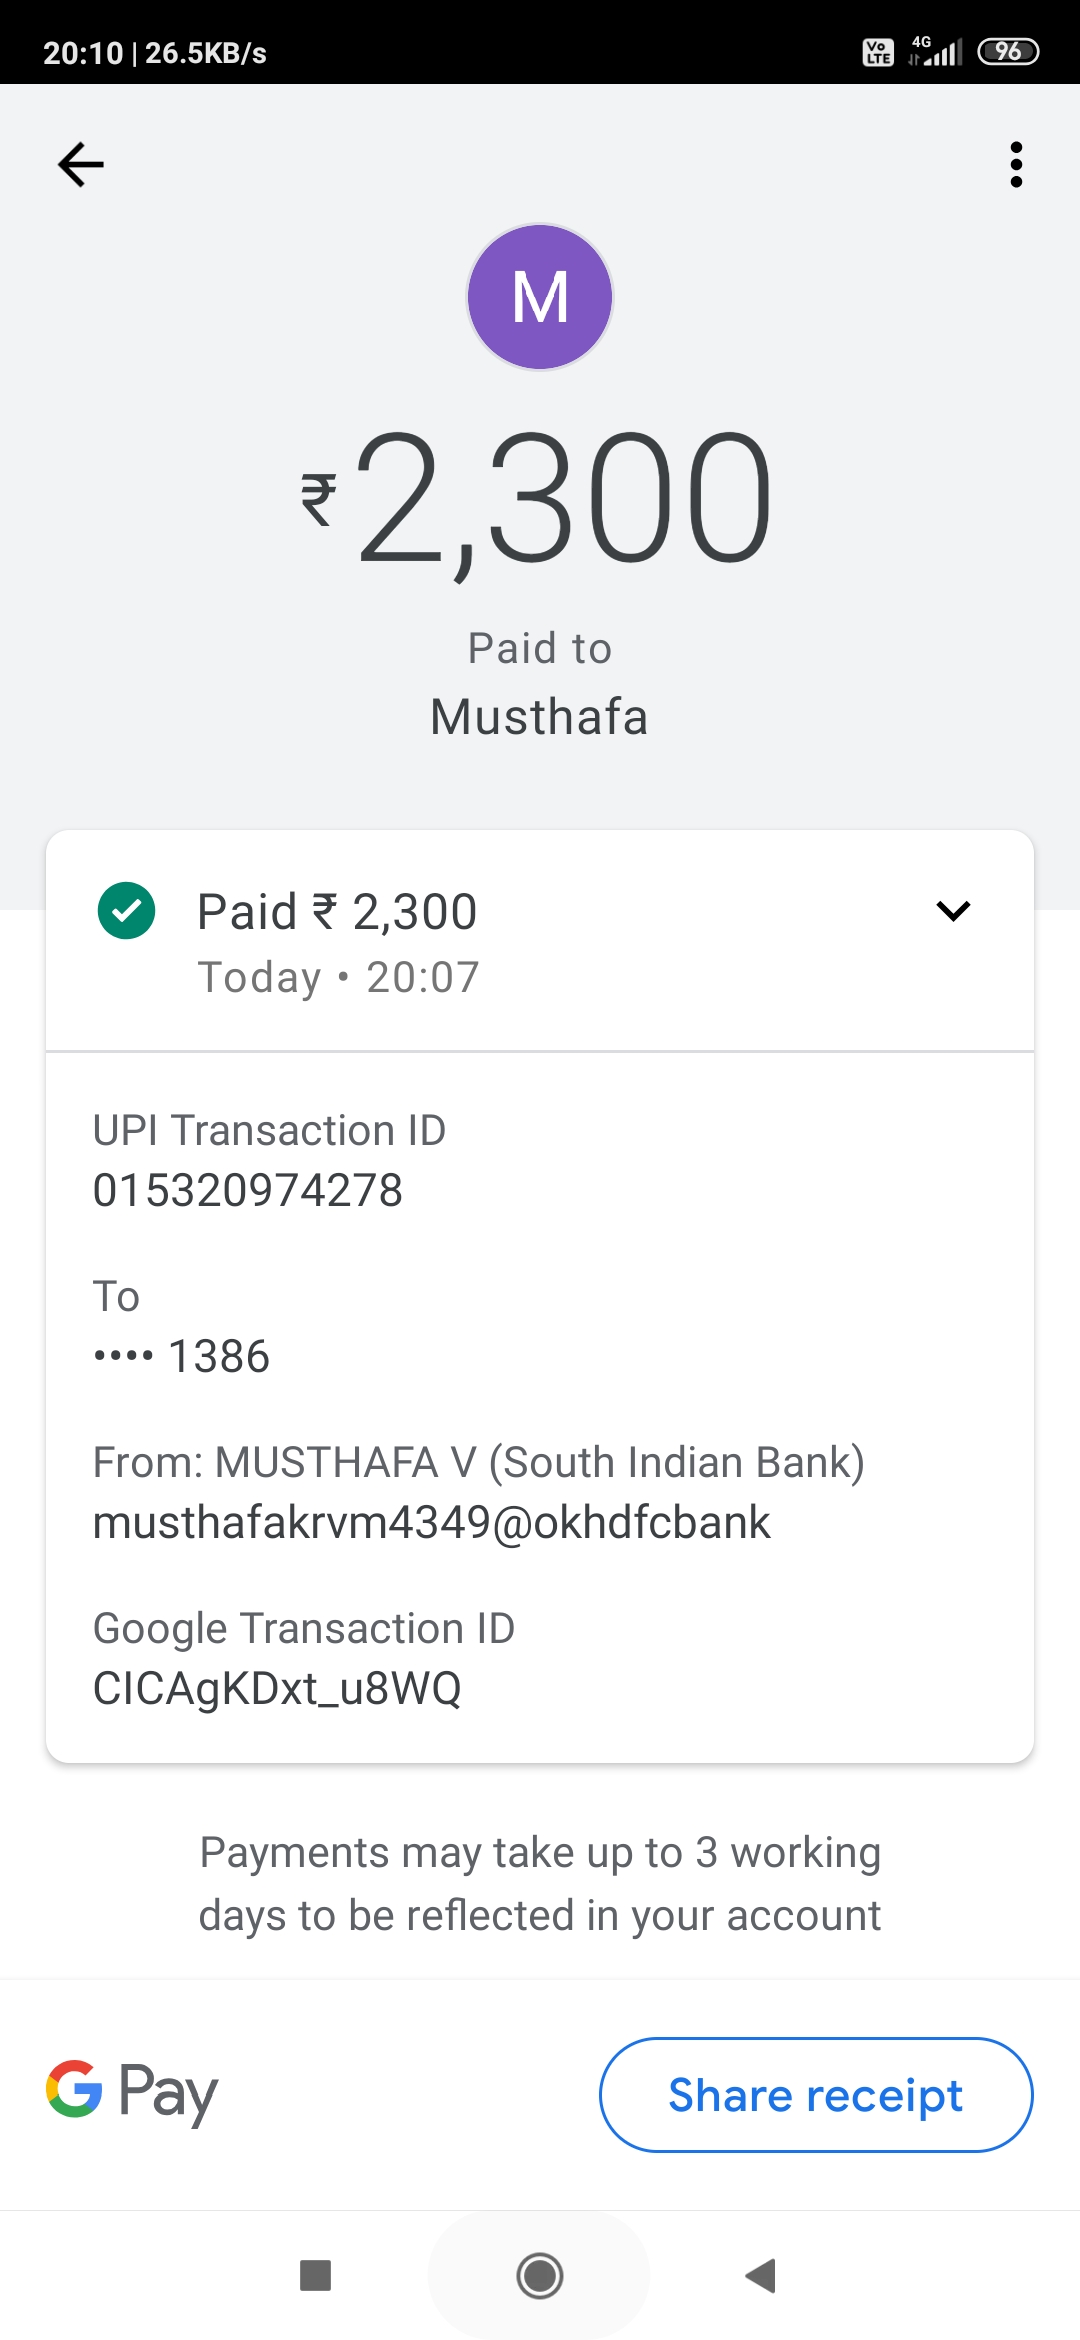 20:10 | 26.5KB/s
Vo LTE 4G 96
M
₹2,300
Paid to
Musthafa
Paid ₹ 2,300
Today • 20:07
UPI Transaction ID
015320974278
To
•••• 1386
From: MUSTHAFA V (South Indian Bank)
musthafakrvm4349@okhdfcbank
Google Transaction ID
CICAgKDxt_u8WQ
Payments may take up to 3 working
days to be reflected in your account
G Pay
Share receipt